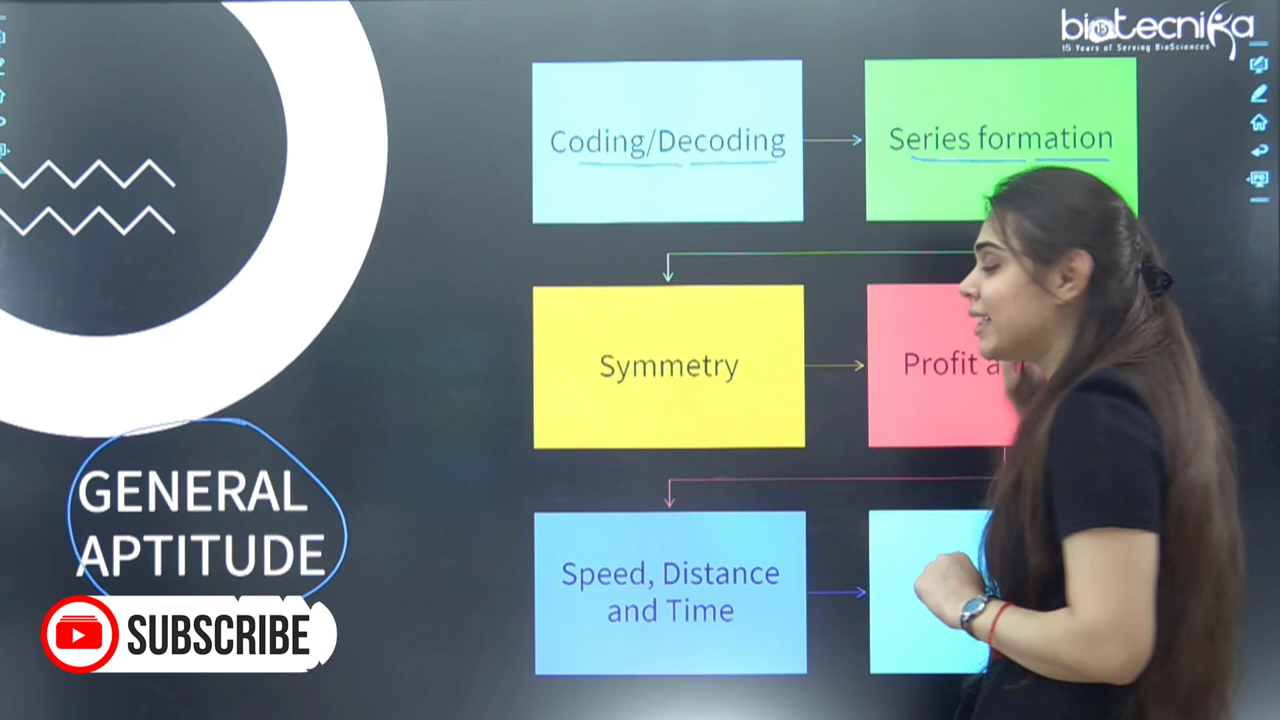 biotecnika
15 Years of Serving BioSciences
Coding/Decoding
Series formation
Symmetry
Profit
GENERAL
APTITUDE
Speed, Distance
and Time
SUBSCRIBE